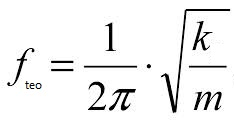 f_teo = 1/2π · √(k/m)